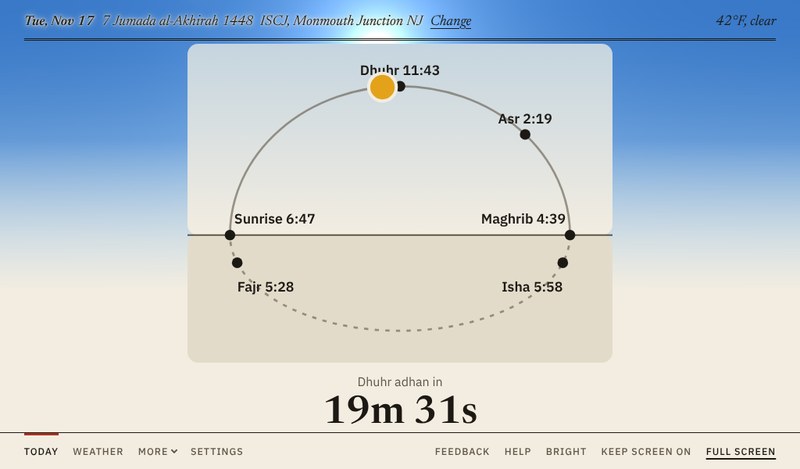 Tue, Nov 17 7 Jumada al-Akhirah 1448 ISCJ, Monmouth Junction NJ Change 42°F, clear
Dhuhr 11:43
Asr 2:19
Sunrise 6:47 Maghrib 4:39
Fajr 5:28 Isha 5:58
Dhuhr adhan in
19m 31s
TODAY WEATHER MORE SETTINGS FEEDBACK HELP BRIGHT KEEP SCREEN ON FULL SCREEN